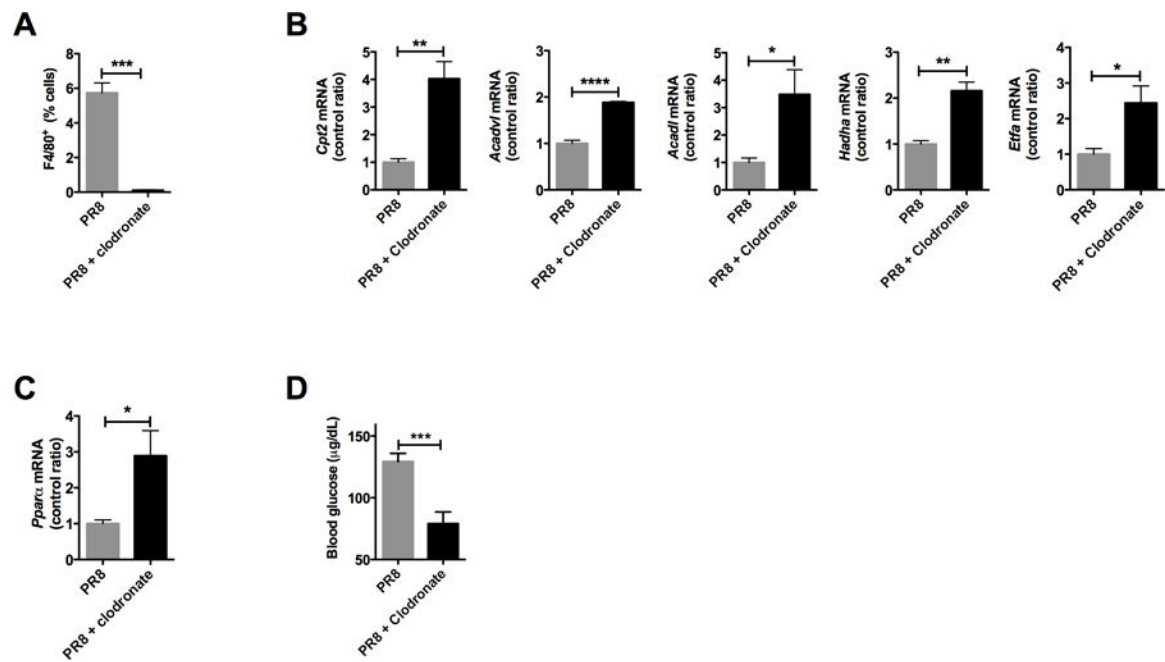 A
F4/80⁺ (% cells)
8
6
4
2
0
***
PR8
PR8 + clodronate
B
Cpt2 mRNA
(control ratio)
5
4
3
2
1
0
**
PR8
PR8 + Clodronate
Acadvl mRNA
(control ratio)
3
2
1
0
****
PR8
PR8 + Clodronate
Acadl mRNA
(control ratio)
5
4
3
2
1
0
*
PR8
PR8 + Clodronate
Hadha mRNA
(control ratio)
3
2
1
0
**
PR8
PR8 + Clodronate
Etfa mRNA
(control ratio)
4
3
2
1
0
*
PR8
PR8 + Clodronate
C
Pparα mRNA
(control ratio)
4
3
2
1
0
*
PR8
PR8 + clodronate
D
Blood glucose (µg/dL)
150
100
50
***
PR8
PR8 + Clodronate